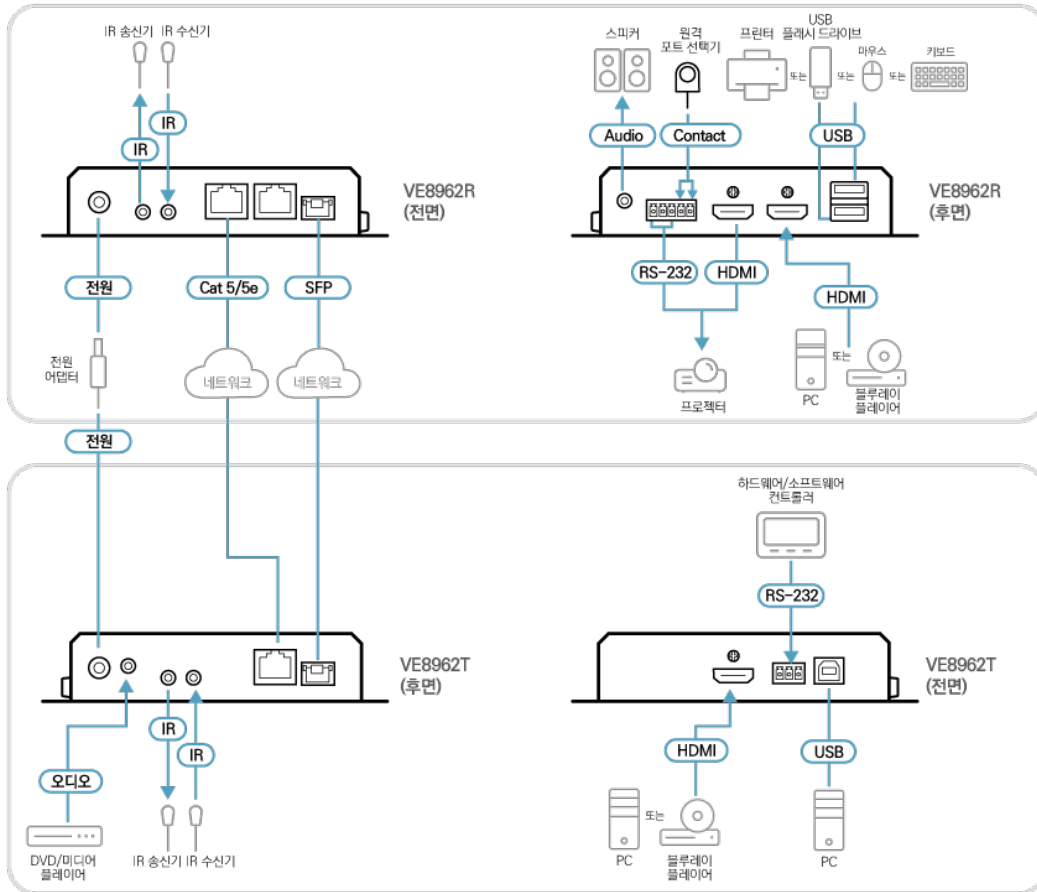 IR 송신기 IR 수신기
IR
IR
VE8962R
(전면)
전원
Cat 5/5e
SFP
전원
어댑터
네트워크
네트워크
전원
스피커
원격
포트 선택기
프린터
또는
USB
플래시 드라이브
또는
마우스
또는
키보드
Audio
Contact
USB
VE8962R
(후면)
RS-232
HDMI
HDMI
프로젝터
PC
또는
블루레이
플레이어
VE8962T
(후면)
오디오
IR
IR
DVD/미디어
플레이어
IR 송신기 IR 수신기
하드웨어/소프트웨어
컨트롤러
RS-232
VE8962T
(전면)
HDMI
USB
PC
또는
블루레이
플레이어
PC